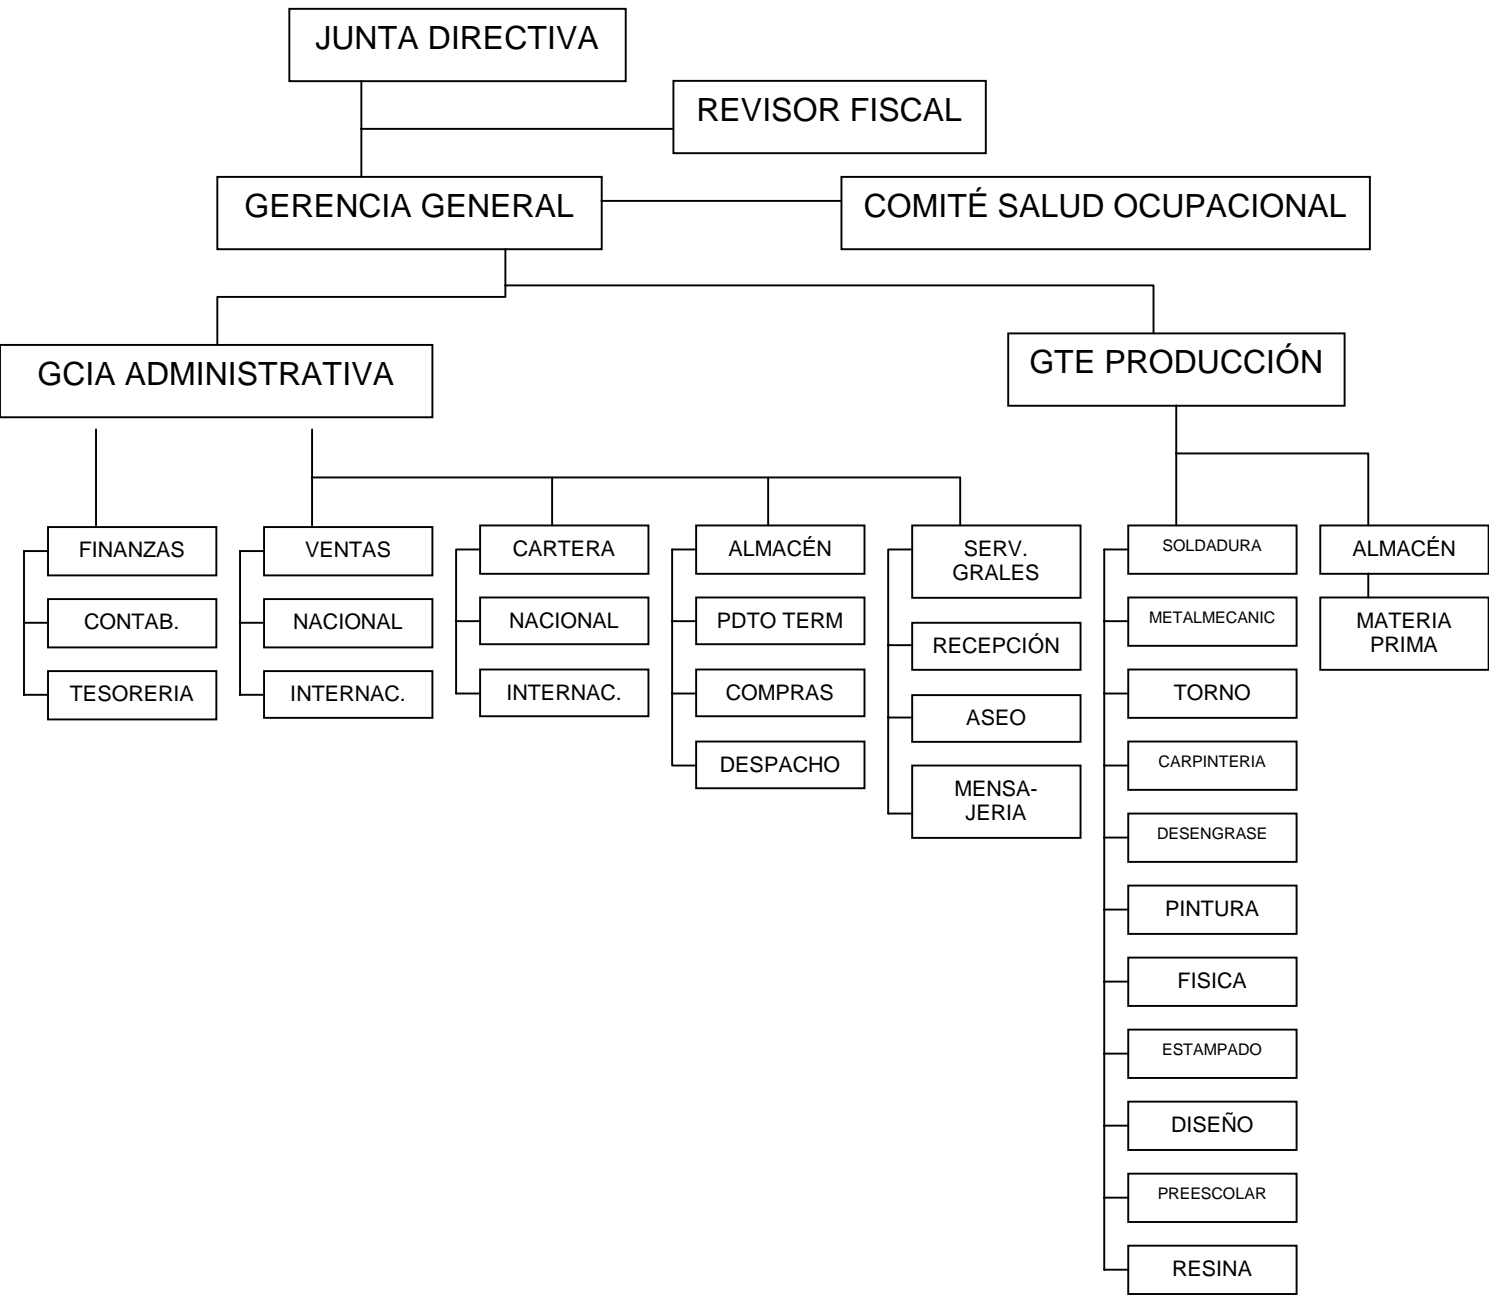 JUNTA DIRECTIVA
REVISOR FISCAL
GERENCIA GENERAL
COMITÉ SALUD OCUPACIONAL
GCIA ADMINISTRATIVA
GTE PRODUCCIÓN
FINANZAS
CONTAB.
TESORERIA
VENTAS
NACIONAL
INTERNAC.
CARTERA
NACIONAL
INTERNAC.
ALMACÉN
PDTO TERM
COMPRAS
DESPACHO
SERV.
GRALES
RECEPCIÓN
ASEO
MENSA-
JERIA
SOLDADURA
METALMECANIC
TORNO
CARPINTERIA
DESENGRASE
PINTURA
FISICA
ESTAMPADO
DISEÑO
PREESCOLAR
RESINA
ALMACÉN
MATERIA
PRIMA